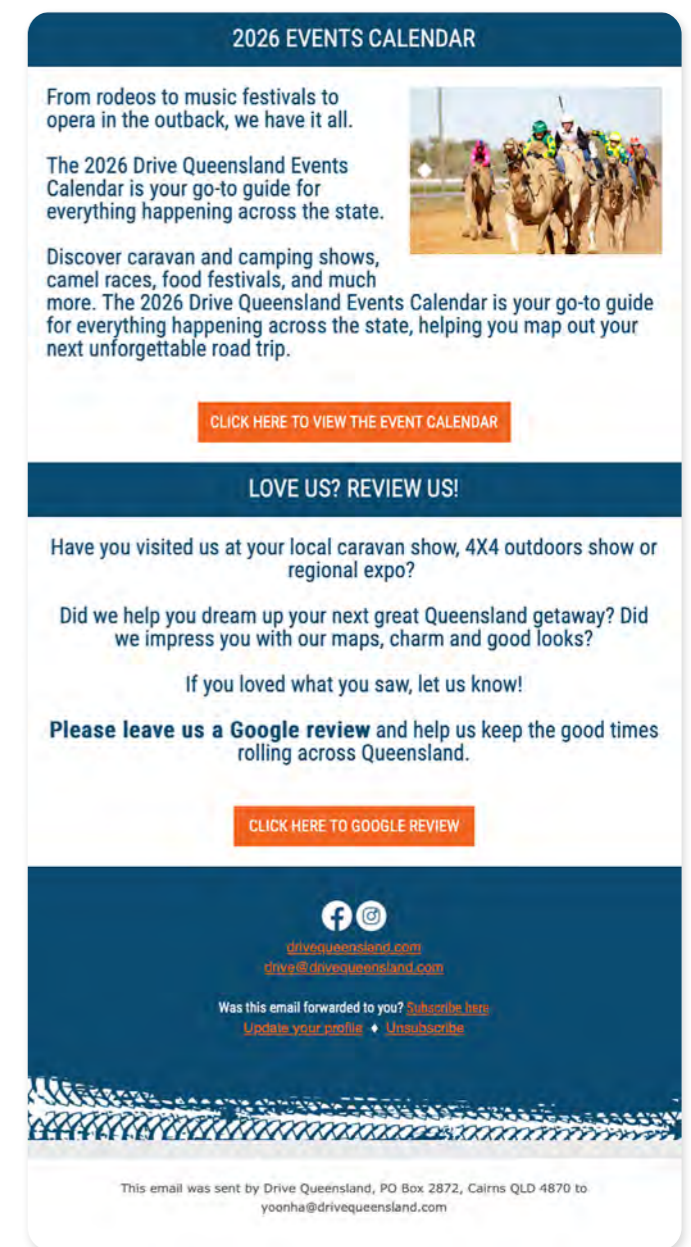 2026 EVENTS CALENDAR
From rodeos to music festivals to
opera in the outback, we have it all.
The 2026 Drive Queensland Events
Calendar is your go-to guide for
everything happening across the state.
Discover caravan and camping shows,
camel races, food festivals, and much
more. The 2026 Drive Queensland Events Calendar is your go-to guide
for everything happening across the state, helping you map out your
next unforgettable road trip.
CLICK HERE TO VIEW THE EVENT CALENDAR
LOVE US? REVIEW US!
Have you visited us at your local caravan show, 4X4 outdoors show or
regional expo?
Did we help you dream up your next great Queensland getaway? Did
we impress you with our maps, charm and good looks?
If you loved what you saw, let us know!
Please leave us a Google review and help us keep the good times
rolling across Queensland.
CLICK HERE TO GOOGLE REVIEW
drivequeensland.com
drive@drivequeensland.com
Was this email forwarded to you? Subscribe here
Update your profile ♦ Unsubscribe
This email was sent by Drive Queensland, PO Box 2872, Cairns QLD 4870 to
yoonha@drivequeensland.com